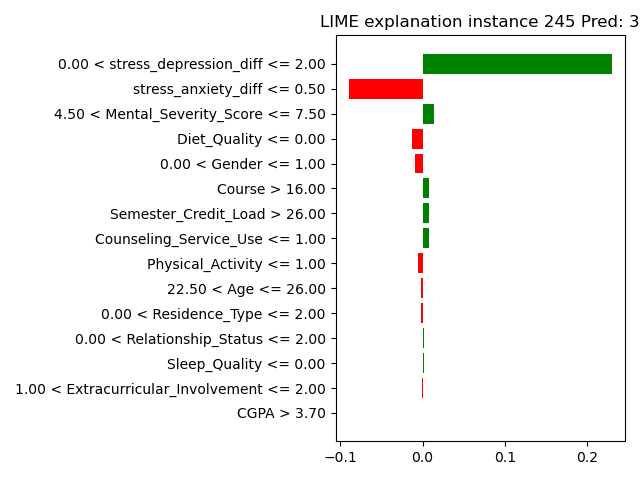 LIME explanation instance 245 Pred: 3
0.00 < stress_depression_diff <= 2.00
stress_anxiety_diff <= 0.50
4.50 < Mental_Severity_Score <= 7.50
Diet_Quality <= 0.00
0.00 < Gender <= 1.00
Course > 16.00
Semester_Credit_Load > 26.00
Counseling_Service_Use <= 1.00
Physical_Activity <= 1.00
22.50 < Age <= 26.00
0.00 < Residence_Type <= 2.00
0.00 < Relationship_Status <= 2.00
Sleep_Quality <= 0.00
1.00 < Extracurricular_Involvement <= 2.00
CGPA > 3.70
−0.1 0.0 0.1 0.2